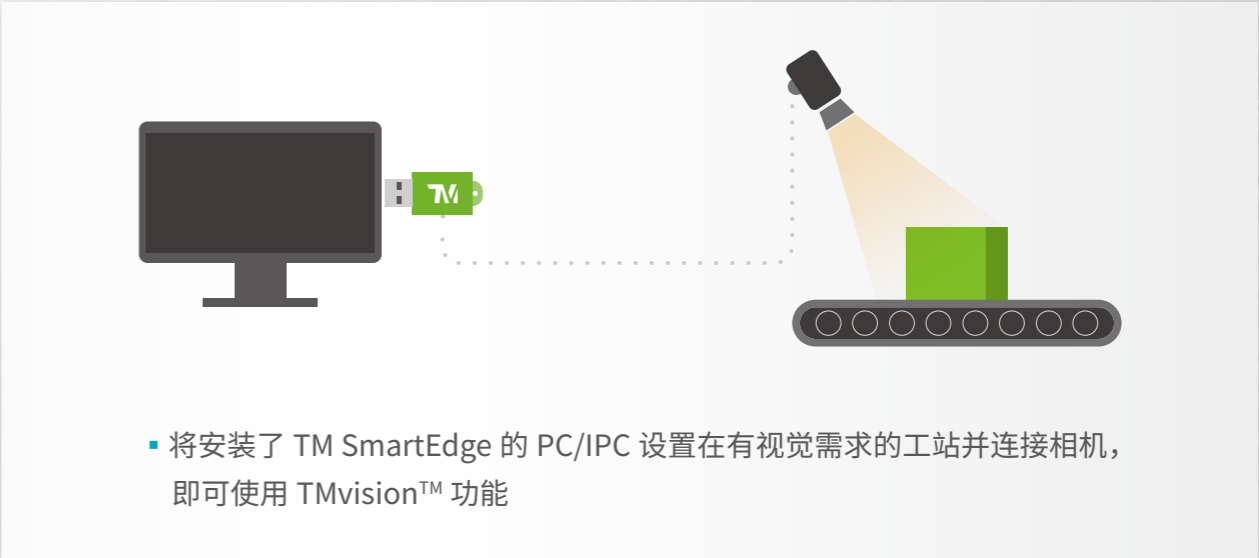 TM
▪ 将安装了 TM SmartEdge 的 PC/IPC 设置在有视觉需求的工站并连接相机，
即可使用 TMvision™ 功能